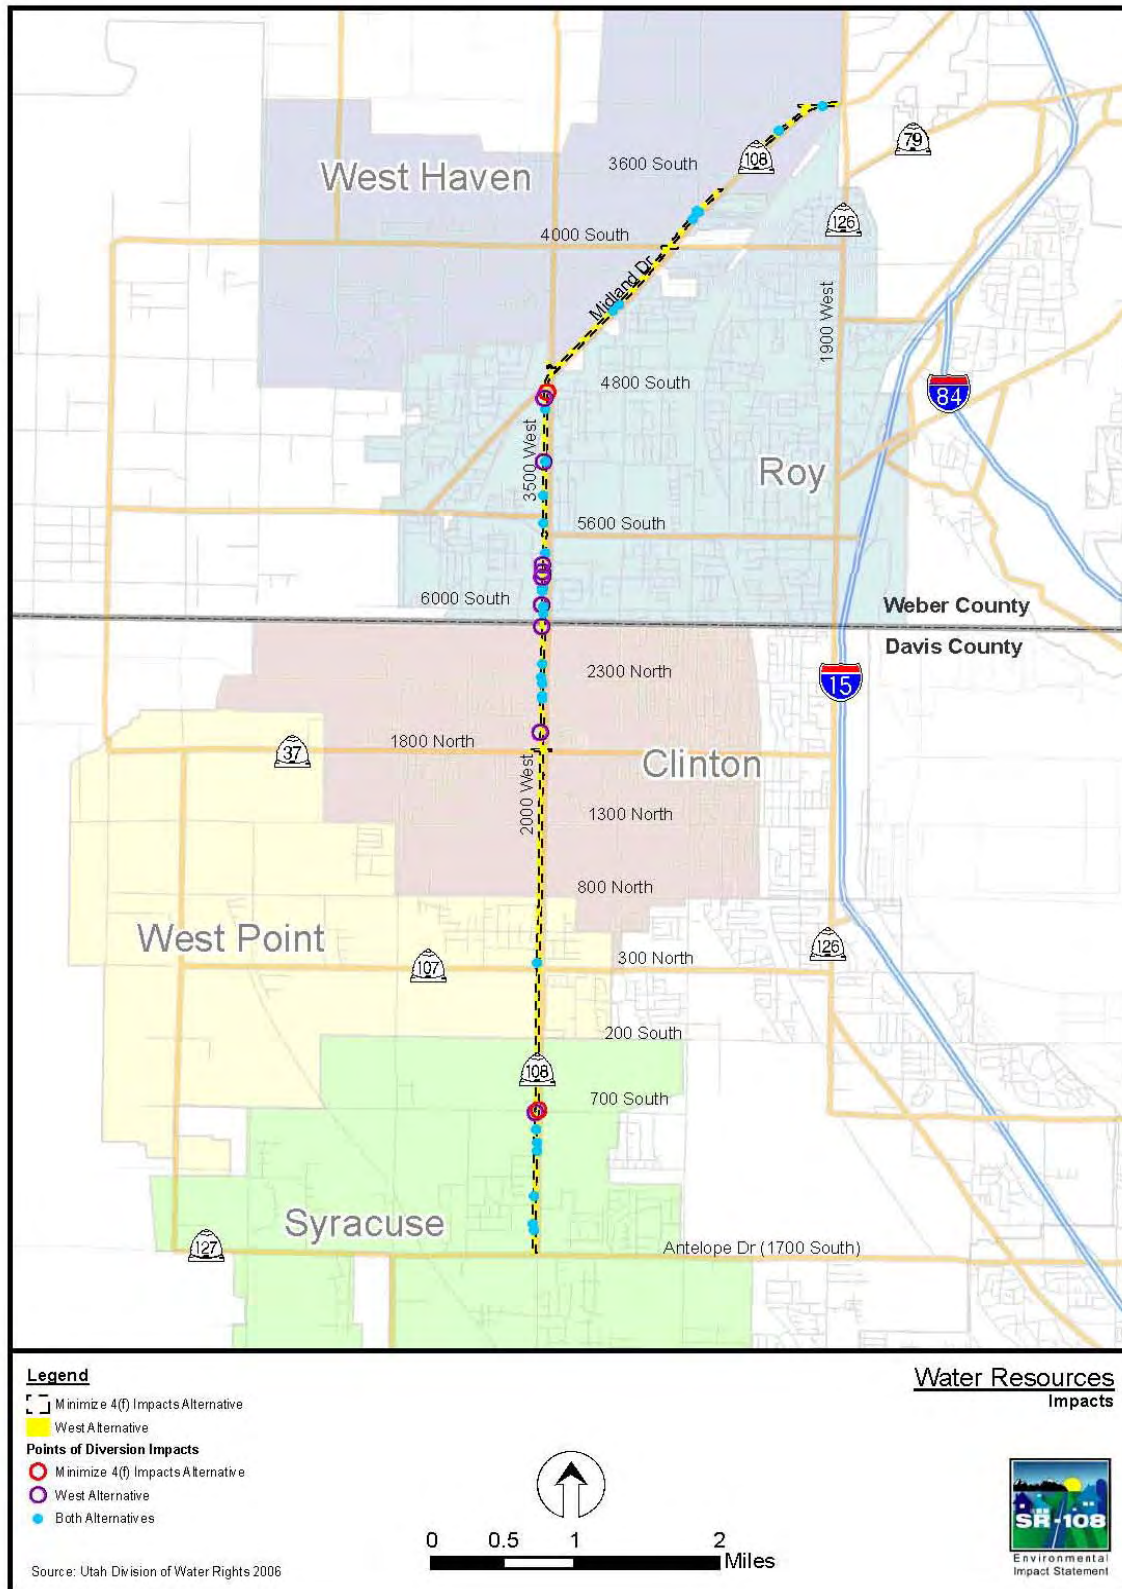 79
108
3600 South
West Haven
126
4000 South
Midland Dr
1900 West
4800 South
84
3500 West
Roy
5600 South
6000 South
Weber County
Davis County
2300 North
15
1800 North
37
Clinton
2000 West
1300 North
800 North
West Point
126
107
300 North
200 South
108
700 South
Syracuse
127
Antelope Dr (1700 South)
Legend
Minimize 4(f) Impacts Alternative
West Alternative
Points of Diversion Impacts
Minimize 4(f) Impacts Alternative
West Alternative
Both Alternatives
Source: Utah Division of Water Rights 2006
0 0.5 1 2
Miles
Water Resources
Impacts
SR-108
Environmental
Impact Statement